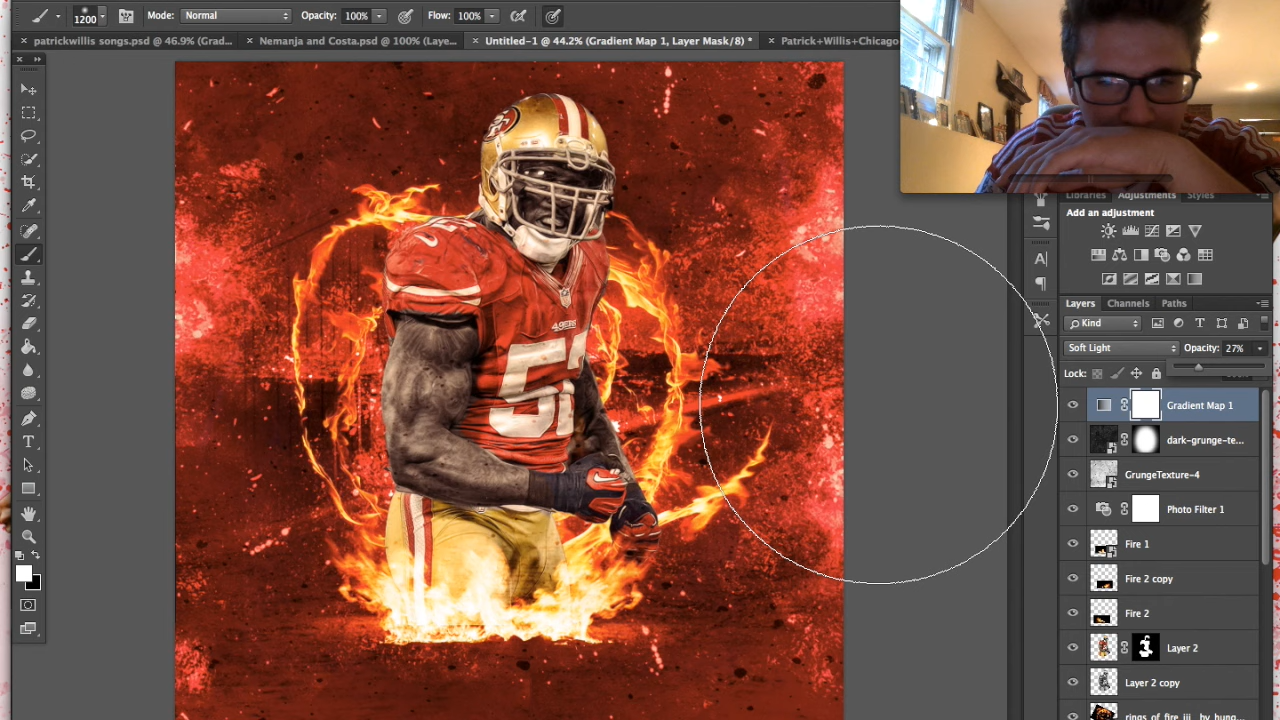 1200 Mode: Normal Opacity: 100% Flow: 100%
patrickwillis songs.psd @ 46.9% (Grad... Nemanja and Costa.psd @ 100% (Laye... Untitled-1 @ 44.2% (Gradient Map 1, Layer Mask/8) * Patrick+Willis+Chicago
Libraries Adjustments Styles
Add an adjustment
Layers Channels Paths
Kind
Soft Light Opacity: 27%
Lock:
Gradient Map 1
dark-grunge-te...
GrungeTexture-4
Photo Filter 1
Fire 1
Fire 2 copy
Fire 2
Layer 2
Layer 2 copy
rings_of_fire_iii_by_hung...
49ERS
52